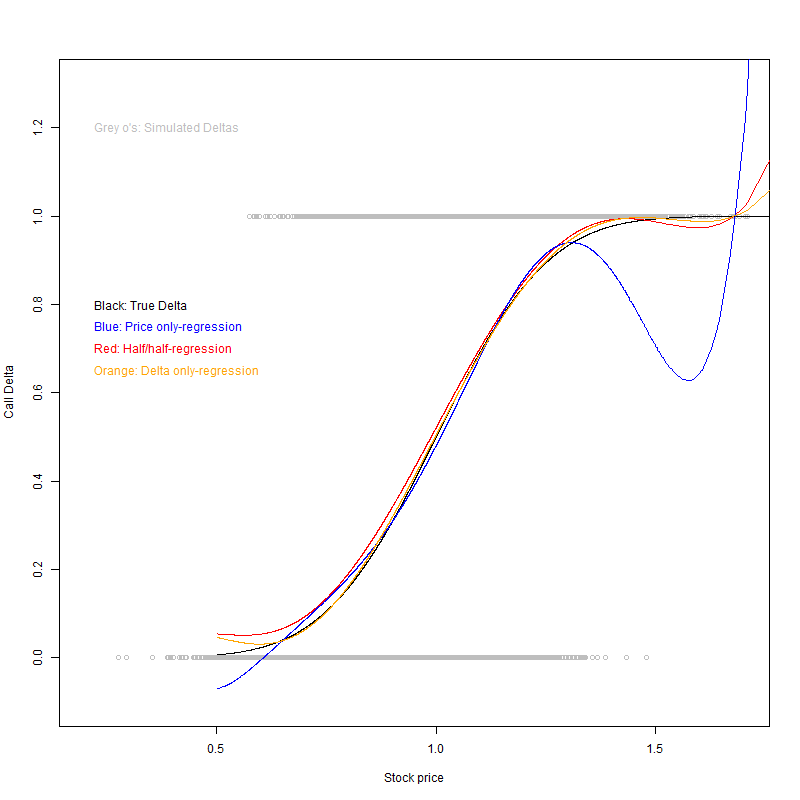 Grey o's: Simulated Deltas
Black: True Delta
Blue: Price only-regression
Red: Half/half-regression
Orange: Delta only-regression
Call Delta
1.2
1.0
0.8
0.6
0.4
0.2
0.0
0.5
1.0
1.5
Stock price